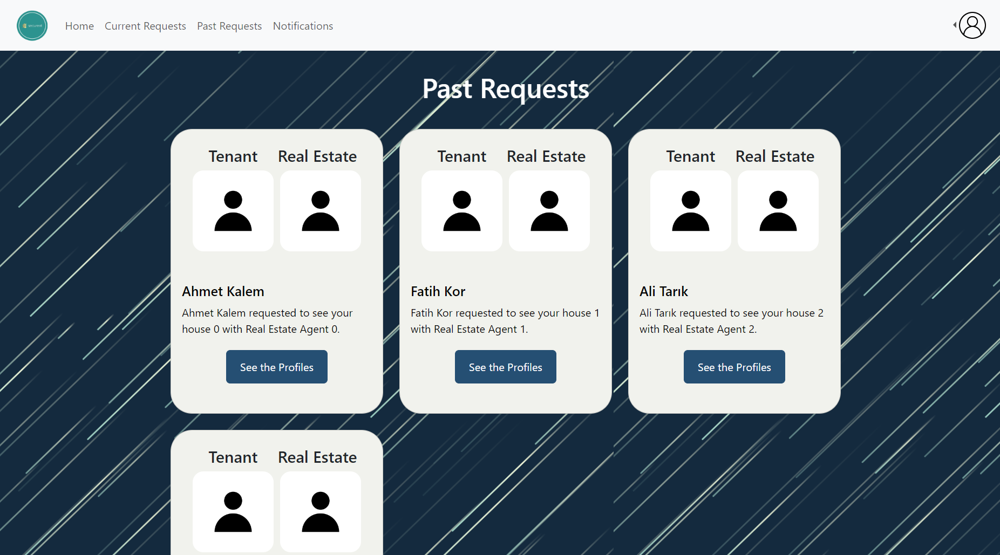 securent
Home Current Requests Past Requests Notifications
Past Requests
Tenant Real Estate
Ahmet Kalem
Ahmet Kalem requested to see your
house 0 with Real Estate Agent 0.
See the Profiles
Tenant Real Estate
Fatih Kor
Fatih Kor requested to see your house 1
with Real Estate Agent 1.
See the Profiles
Tenant Real Estate
Ali Tarık
Ali Tarık requested to see your house 2
with Real Estate Agent 2.
See the Profiles
Tenant Real Estate